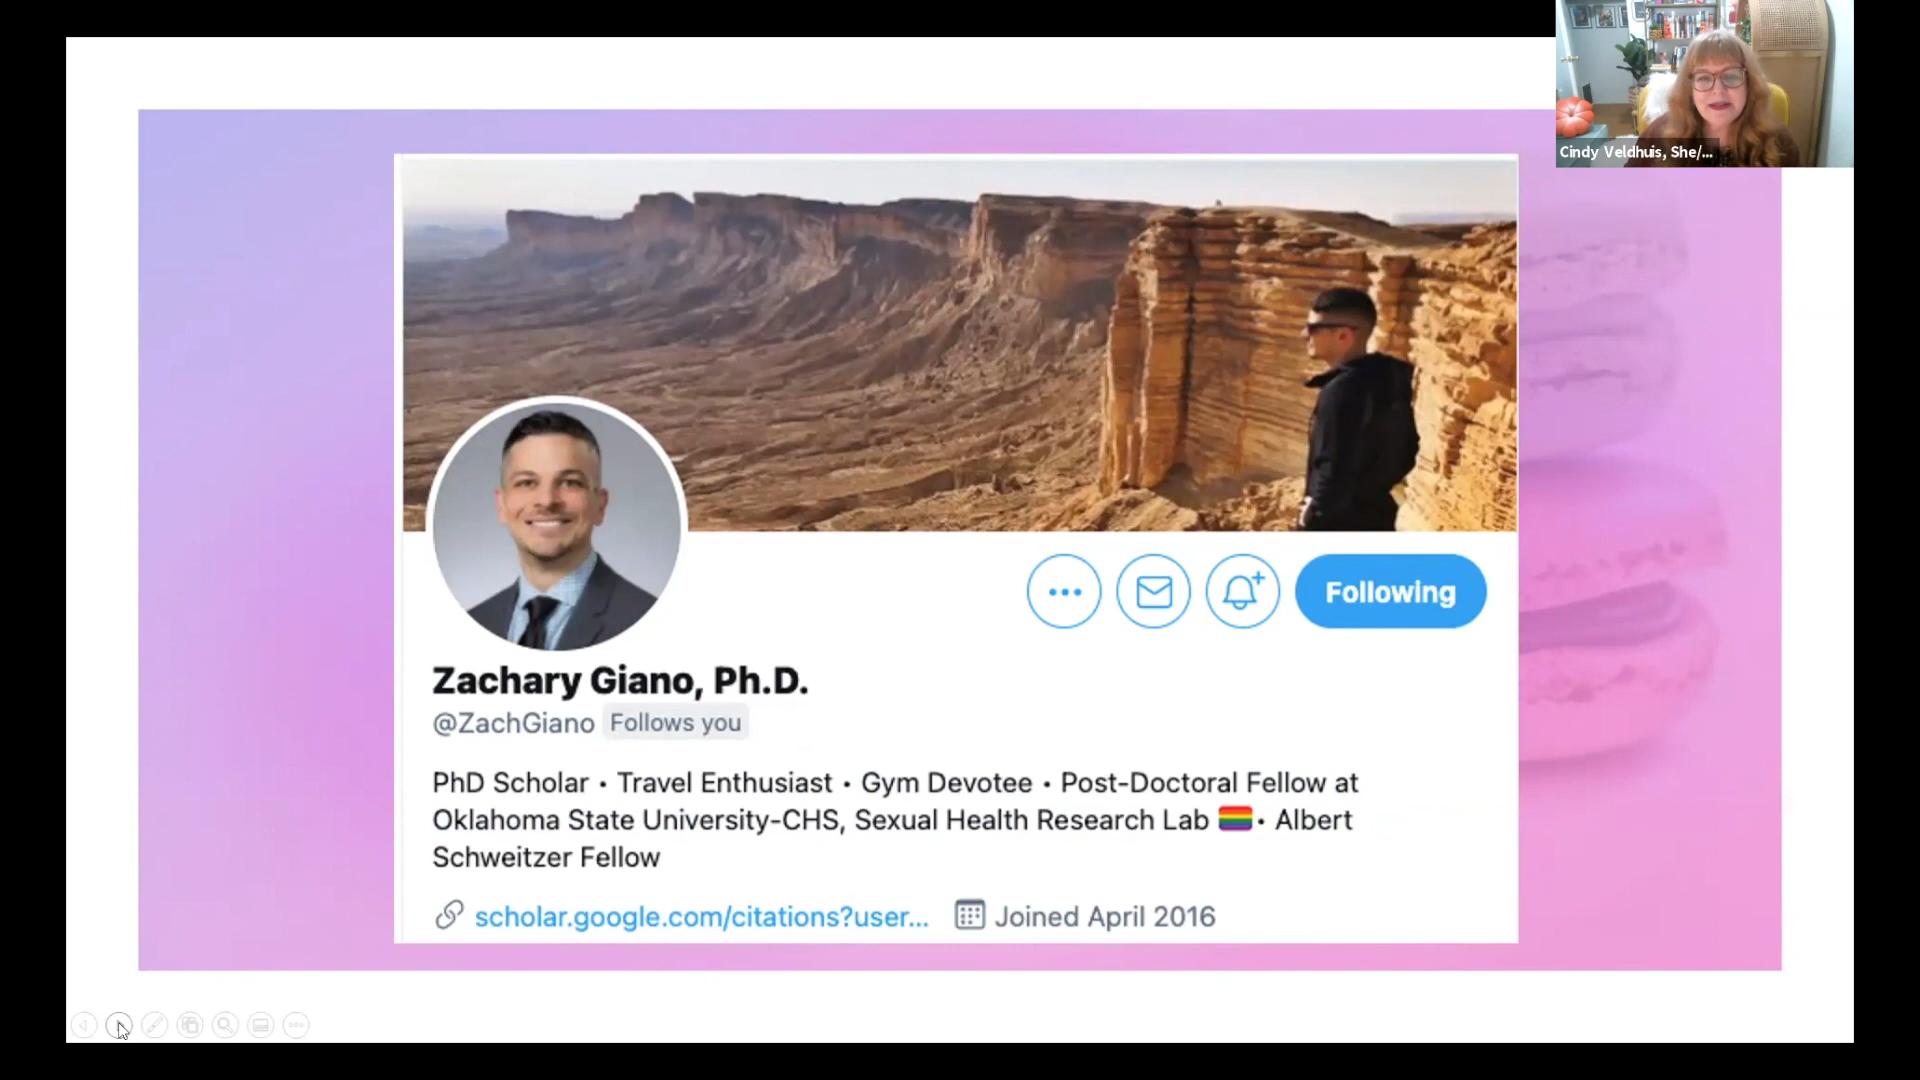 Cindy Veldhuis, She/...
Following
Zachary Giano, Ph.D.
@ZachGiano Follows you
PhD Scholar • Travel Enthusiast • Gym Devotee • Post-Doctoral Fellow at
Oklahoma State University-CHS, Sexual Health Research Lab 🏳️‍🌈• Albert
Schweitzer Fellow
scholar.google.com/citations?user... Joined April 2016